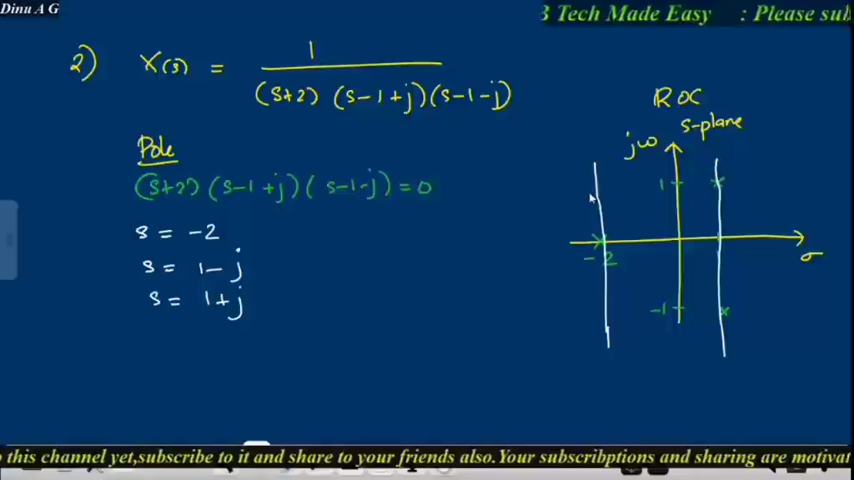 Dinu A G
3 Tech Made Easy : Please sub
2) X(s) = 1 / (s+2) (s-1+j)(s-1-j)
ROC
s-plane
jω
Pole
(s+2) (s-1+j) (s-1-j) = 0
1
s = -2
σ
-2
s = 1-j
s = 1+j
-1
o this channel yet,subscribe to it and share to your friends also.Your subscribptions and sharing are motivat